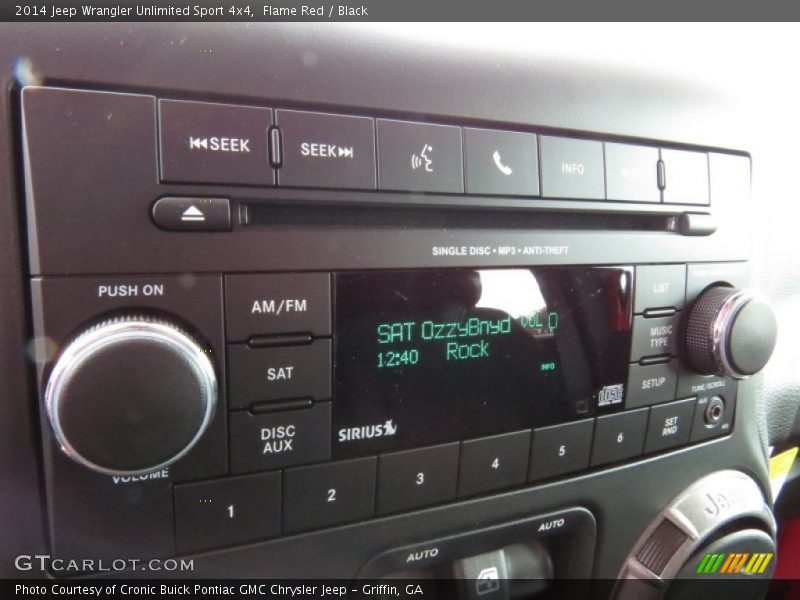 2014 Jeep Wrangler Unlimited Sport 4x4,  Flame Red / Black
SEEK
SEEK
INFO
SINGLE DISC • MP3 • ANTI-THEFT
PUSH ON
VOLUME
AM/FM
SAT
DISC AUX
SAT OzzyBnyd VOL 0
12:40 Rock
INFO
SIRIUS
LIST
MUSIC TYPE
SETUP
TUNE/SCROLL
AUX
SET RND
1
2
3
4
5
6
AUTO
AUTO
Jeep
GTCARLOT.COM
Photo Courtesy of Cronic Buick Pontiac GMC Chrysler Jeep - Griffin, GA